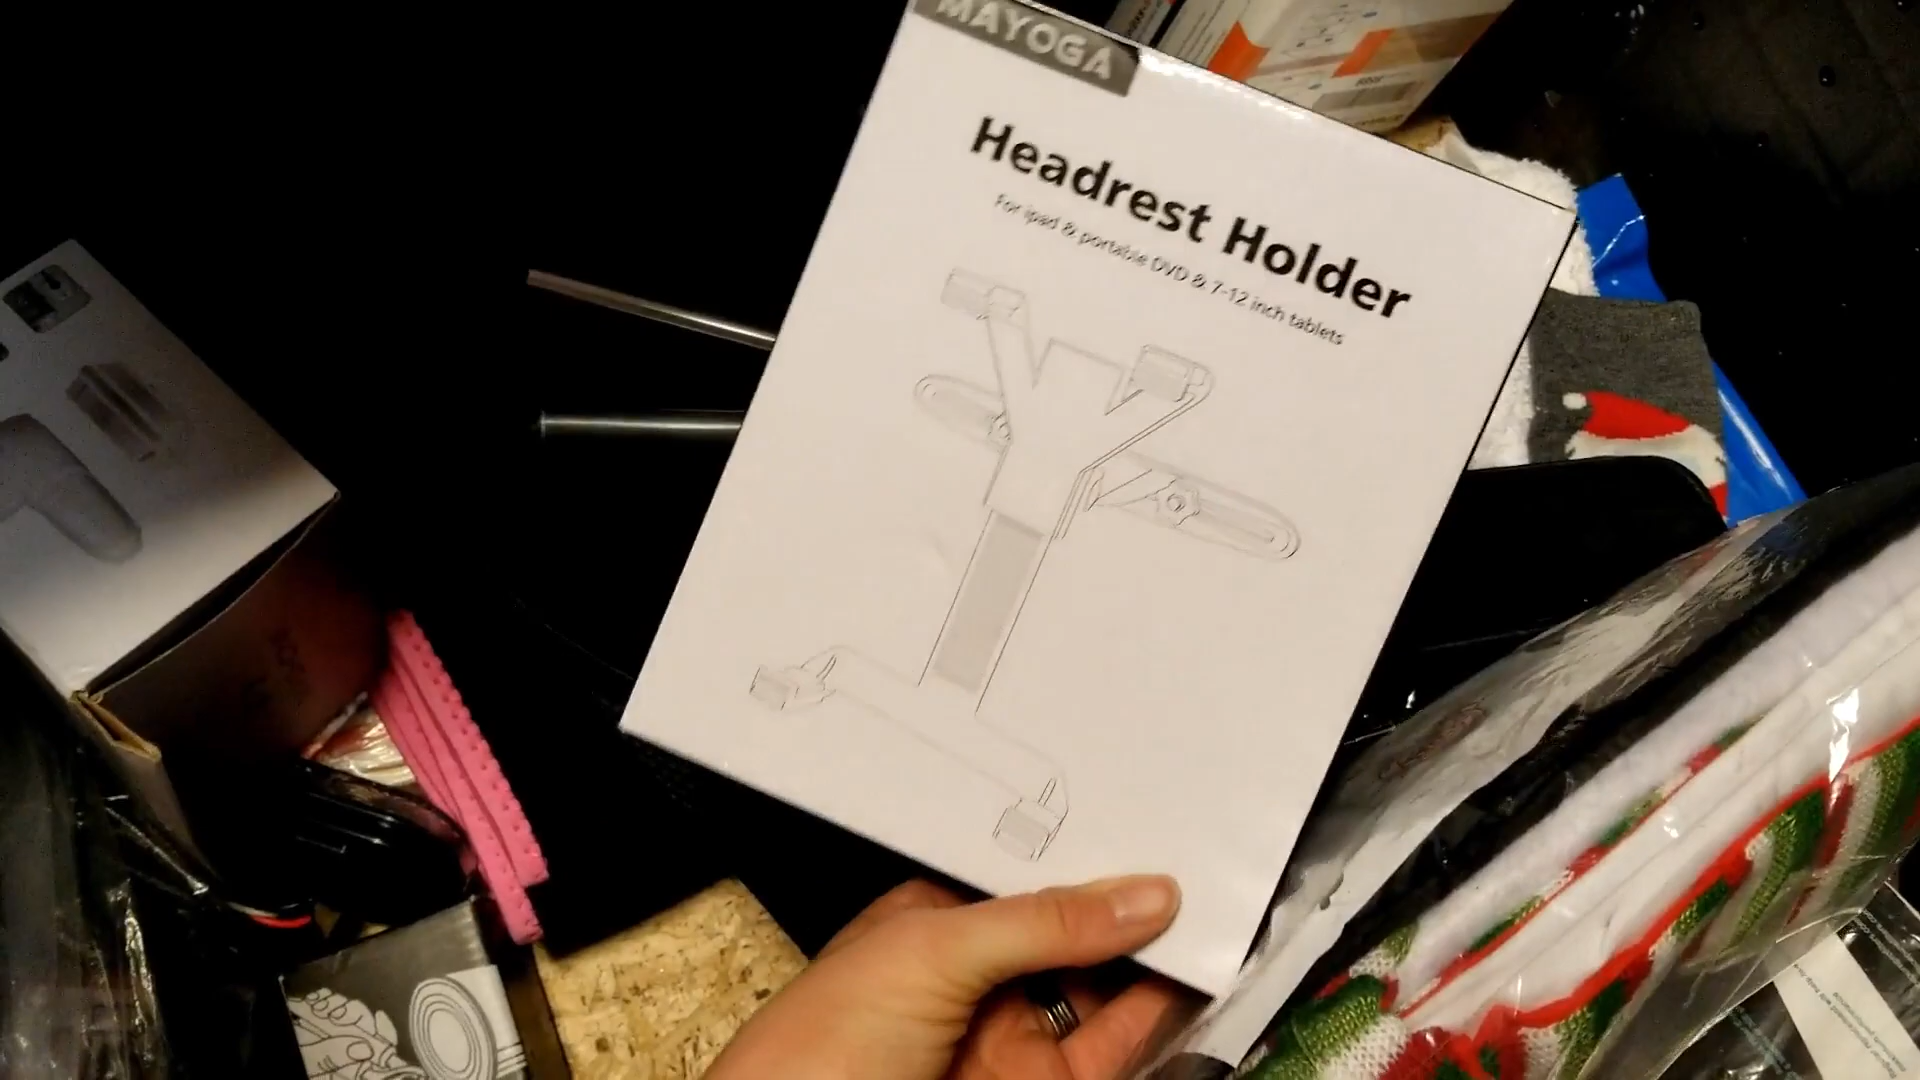 MAYOGA
Headrest Holder
For ipad & portable DVD & 7-12 inch tablets